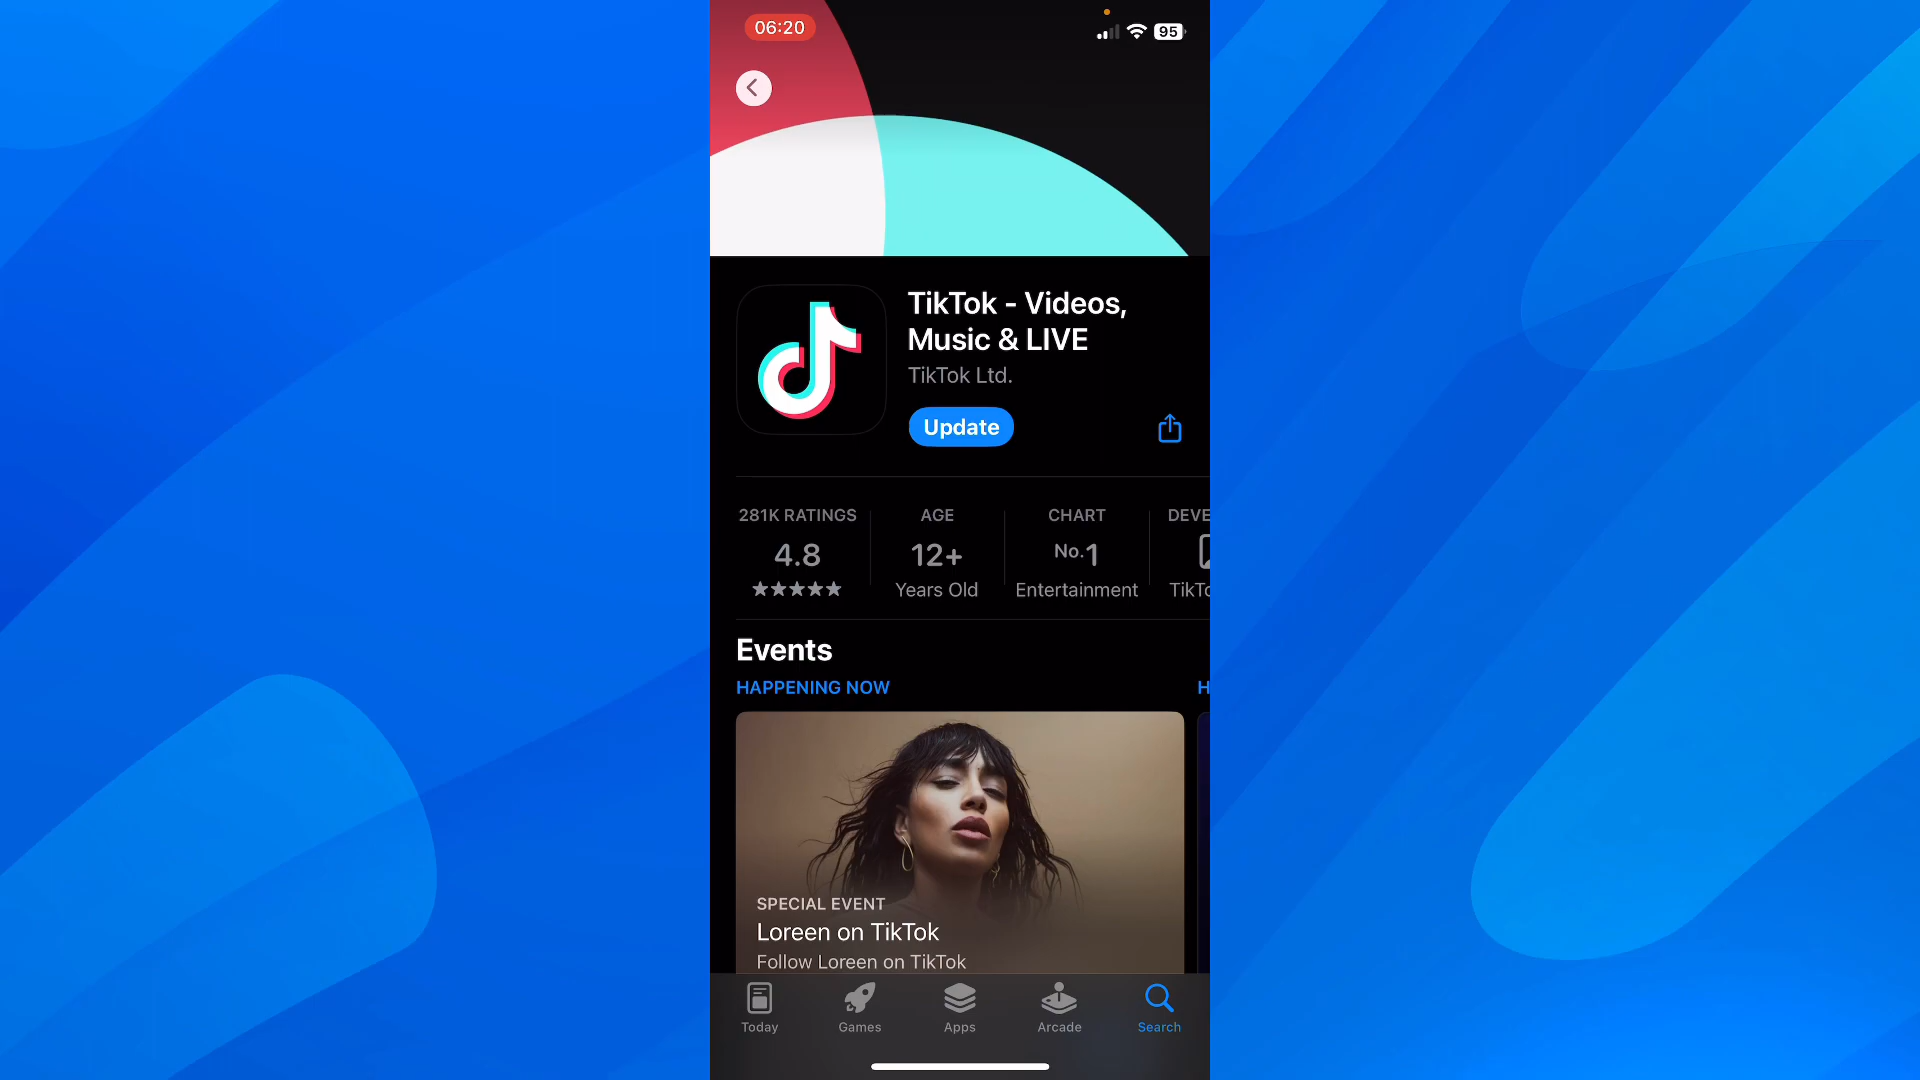 06:20
95
TikTok - Videos,
Music & LIVE
TikTok Ltd.
Update
281K RATINGS
AGE
CHART
DEVE
4.8
12+
No.1
Years Old
Entertainment
TikTo
Events
HAPPENING NOW
H
SPECIAL EVENT
Loreen on TikTok
Follow Loreen on TikTok
Today
Games
Apps
Arcade
Search